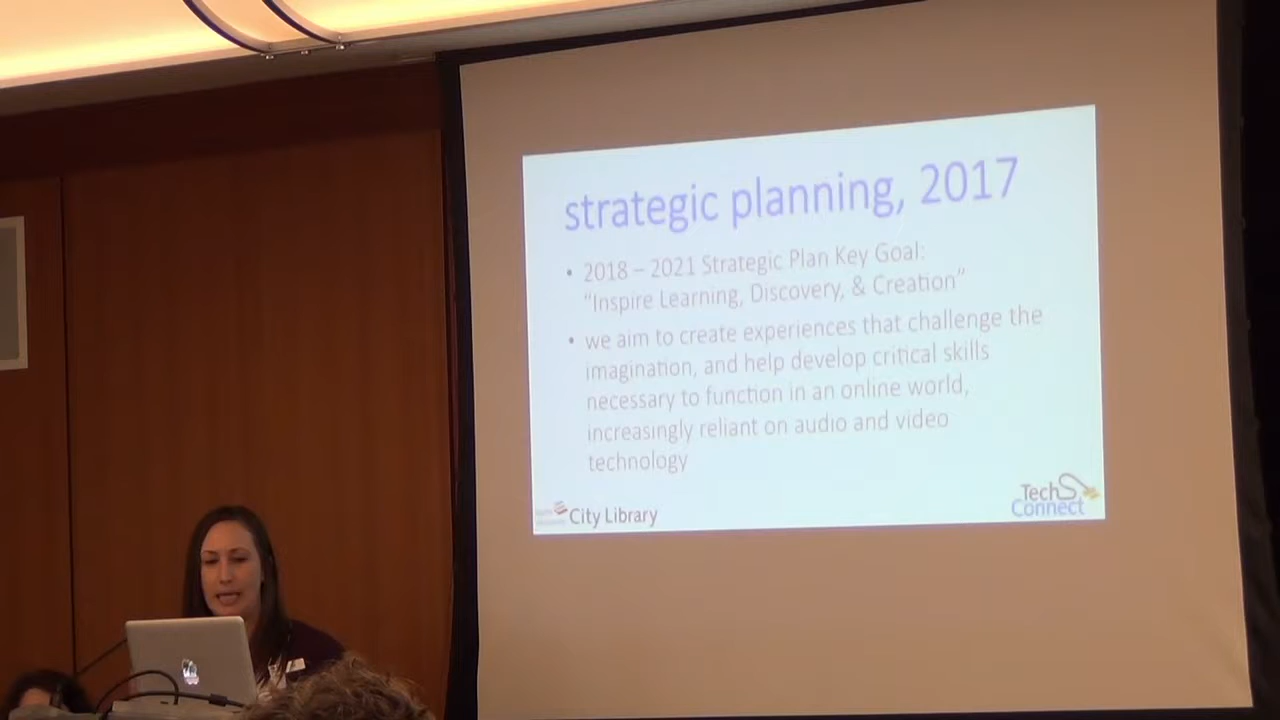 strategic planning, 2017
• 2018 – 2021 Strategic Plan Key Goal:
“Inspire Learning, Discovery, & Creation”
• we aim to create experiences that challenge the
imagination, and help develop critical skills
necessary to function in an online world,
increasingly reliant on audio and video
technology
City Library
Tech
Connect